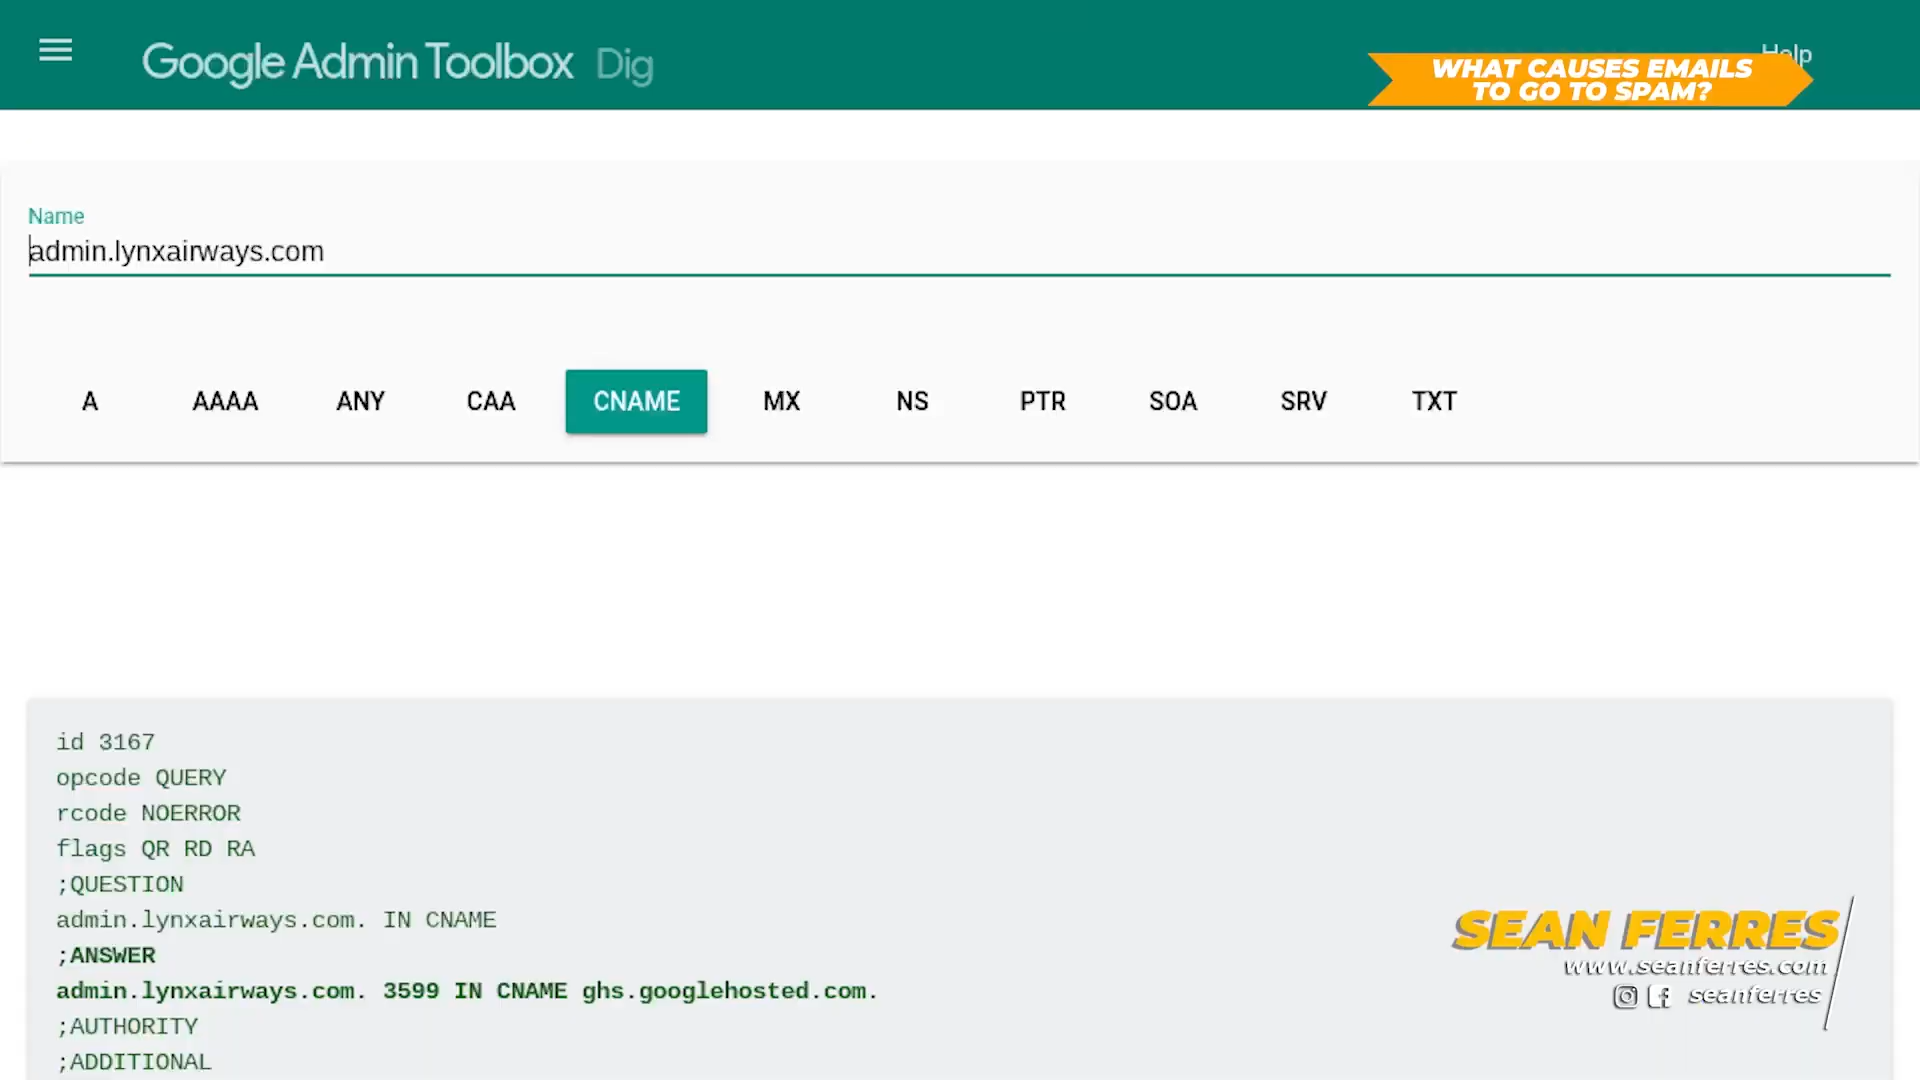 Google Admin Toolbox Dig
Help
WHAT CAUSES EMAILS
TO GO TO SPAM?
Name
admin.lynxairways.com
A AAAA ANY CAA CNAME MX NS PTR SOA SRV TXT
id 3167
opcode QUERY
rcode NOERROR
flags QR RD RA
;QUESTION
admin.lynxairways.com. IN CNAME
;ANSWER
admin.lynxairways.com. 3599 IN CNAME ghs.googlehosted.com.
;AUTHORITY
;ADDITIONAL
SEAN FERRES
www.seanferres.com
seanferres